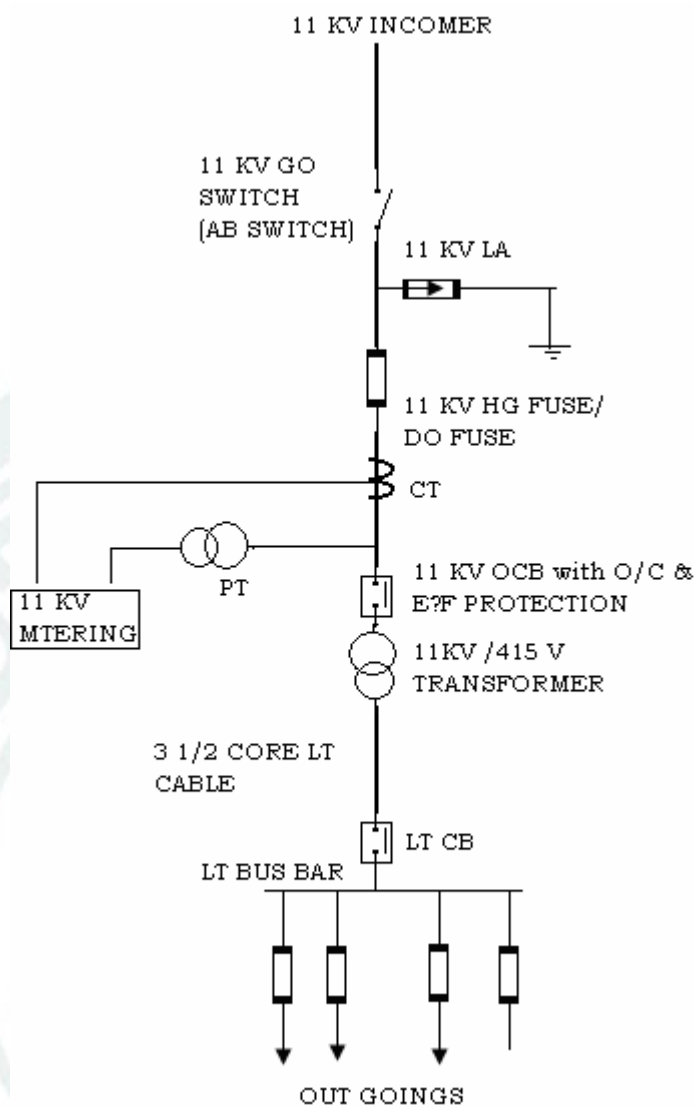 11 KV INCOMER
11 KV GO
SWITCH
(AB SWITCH)
11 KV LA
11 KV HG FUSE/
DO FUSE
CT
PT
11 KV OCB with O/C &
E?F PROTECTION
11 KV
MTERING
11KV /415 V
TRANSFORMER
3 1/2 CORE LT
CABLE
LT CB
LT BUS BAR
OUT GOINGS